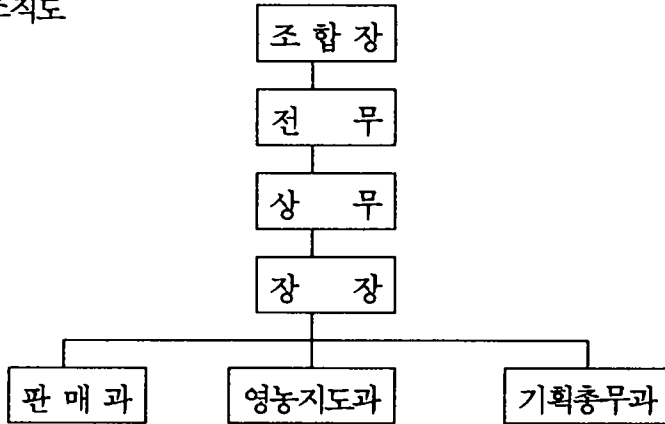 조직도
조 합 장
전 무
상 무
장 장
판 매 과 영농지도과 기획총무과